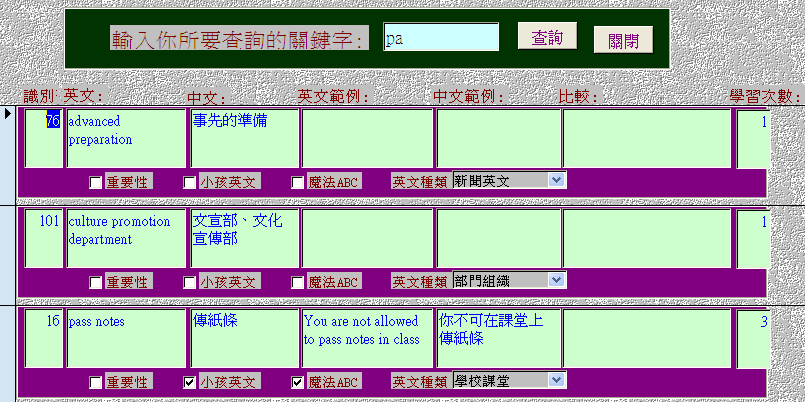 輸入你所要查詢的關鍵字: pa 查詢 關閉
識別 英文: 中文: 英文範例: 中文範例: 比較: 學習次數:
76 advanced 事先的準備 1
preparation
重要性 小孩英文 魔法ABC 英文種類 新聞英文
101 culture promotion 文宣部、文化 1
department 宣傳部
重要性 小孩英文 魔法ABC 英文種類 部門組織
16 pass notes 傳紙條 You are not allowed 你不可在課堂上 3
to pass notes in class 傳紙條
重要性 小孩英文 魔法ABC 英文種類 學校課堂